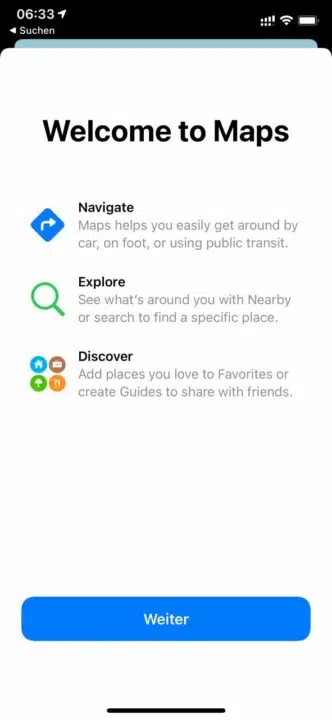 06:33
◀ Suchen
Welcome to Maps
Navigate
Maps helps you easily get around by
car, on foot, or using public transit.
Explore
See what's around you with Nearby
or search to find a specific place.
Discover
Add places you love to Favorites or
create Guides to share with friends.
Weiter